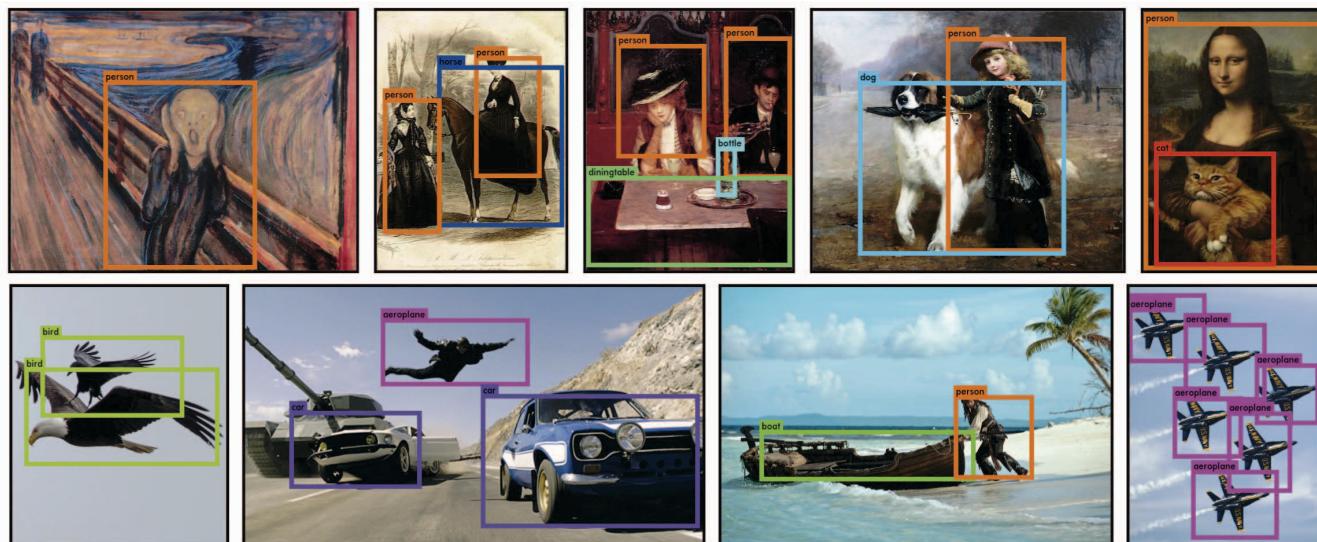 person
person
horse
person
person
person
bottle
diningtable
dog
person
person
cat
bird
bird
aeroplane
car
car
boat
person
aeroplane
aeroplane
aeroplane
aeroplane
aeroplane
aeroplane